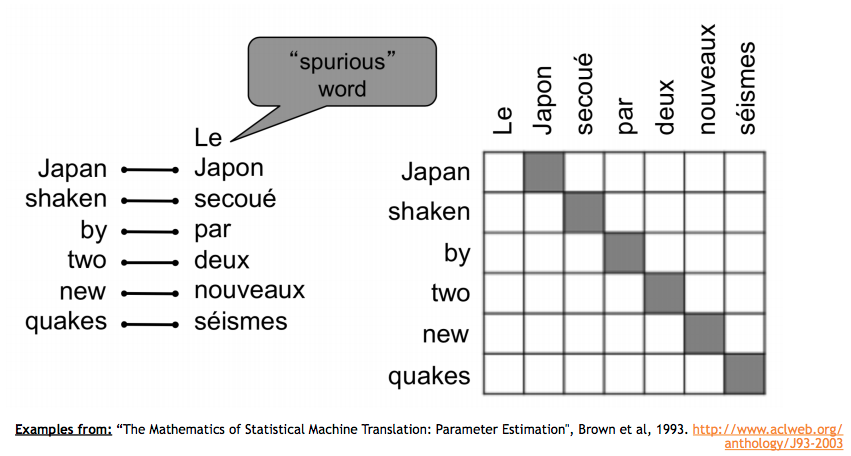 “spurious”
word
Le
Japan Japon
shaken secoué
by par
two deux
new nouveaux
quakes séismes
Le Japon secoué par deux nouveaux séismes
Japan
shaken
by
two
new
quakes
Examples from: “The Mathematics of Statistical Machine Translation: Parameter Estimation", Brown et al, 1993. http://www.aclweb.org/
anthology/J93-2003